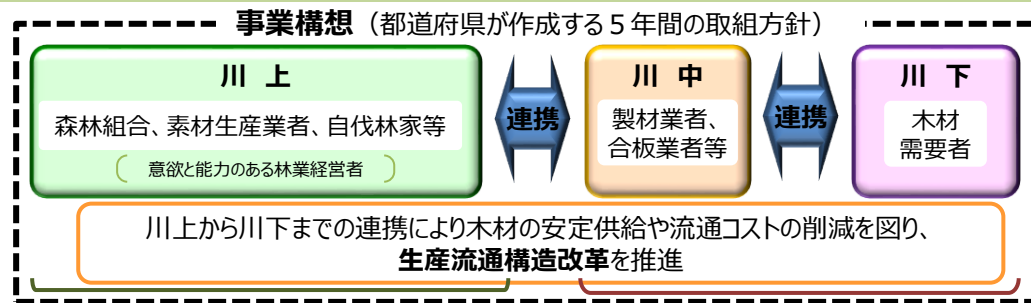 事業構想（都道府県が作成する５年間の取組方針）
川 上
森林組合、素材生産業者、自伐林家等
（ 意欲と能力のある林業経営者 ）
連携
川 中
製材業者、
合板業者等
連携
川 下
木材
需要者
川上から川下までの連携により木材の安定供給や流通コストの削減を図り、
生産流通構造改革を推進